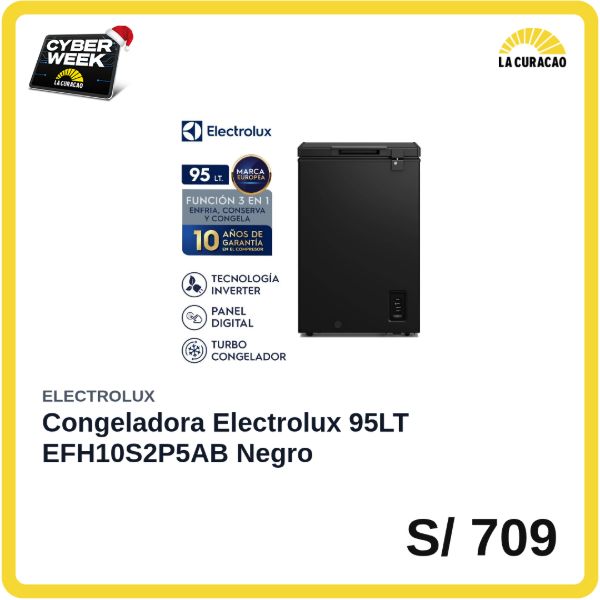 CYBER
WEEK
LA CURACAO
LA CURACAO
Electrolux
95 LT.
MARCA
EUROPEA
FUNCIÓN 3 EN 1
ENFRIA, CONSERVA
Y CONGELA
10 AÑOS DE
GARANTÍA
EN EL COMPRESOR
TECNOLOGÍA
INVERTER
PANEL
DIGITAL
TURBO
CONGELADOR
ELECTROLUX
Congeladora Electrolux 95LT
EFH10S2P5AB Negro
S/ 709